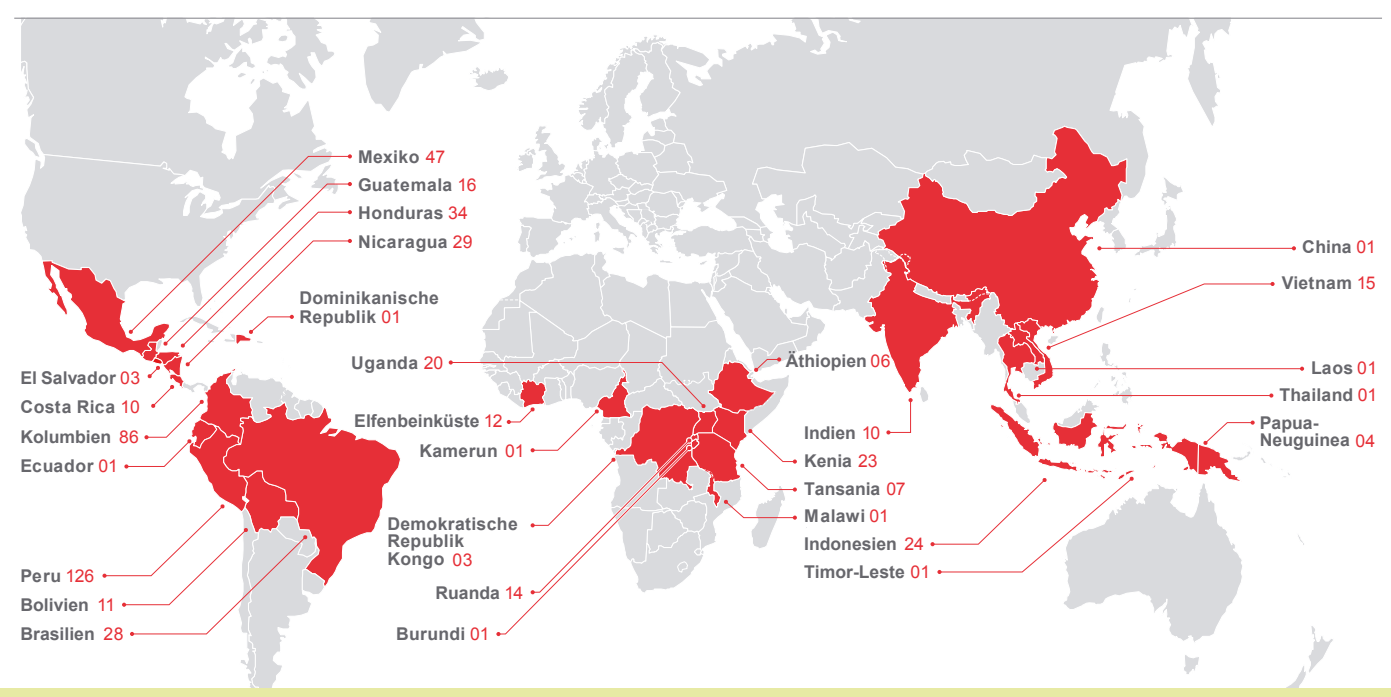 Mexiko 47
Guatemala 16
Honduras 34
Nicaragua 29
Dominikanische
Republik 01
El Salvador 03
Costa Rica 10
Kolumbien 86
Ecuador 01
Peru 126
Bolivien 11
Brasilien 28
Uganda 20
Elfenbeinküste 12
Kamerun 01
Demokratische
Republik
Kongo 03
Ruanda 14
Burundi 01
Äthiopien 06
Indien 10
Kenia 23
Tansania 07
Malawi 01
Indonesien 24
Timor-Leste 01
China 01
Vietnam 15
Laos 01
Thailand 01
Papua-
Neuguinea 04